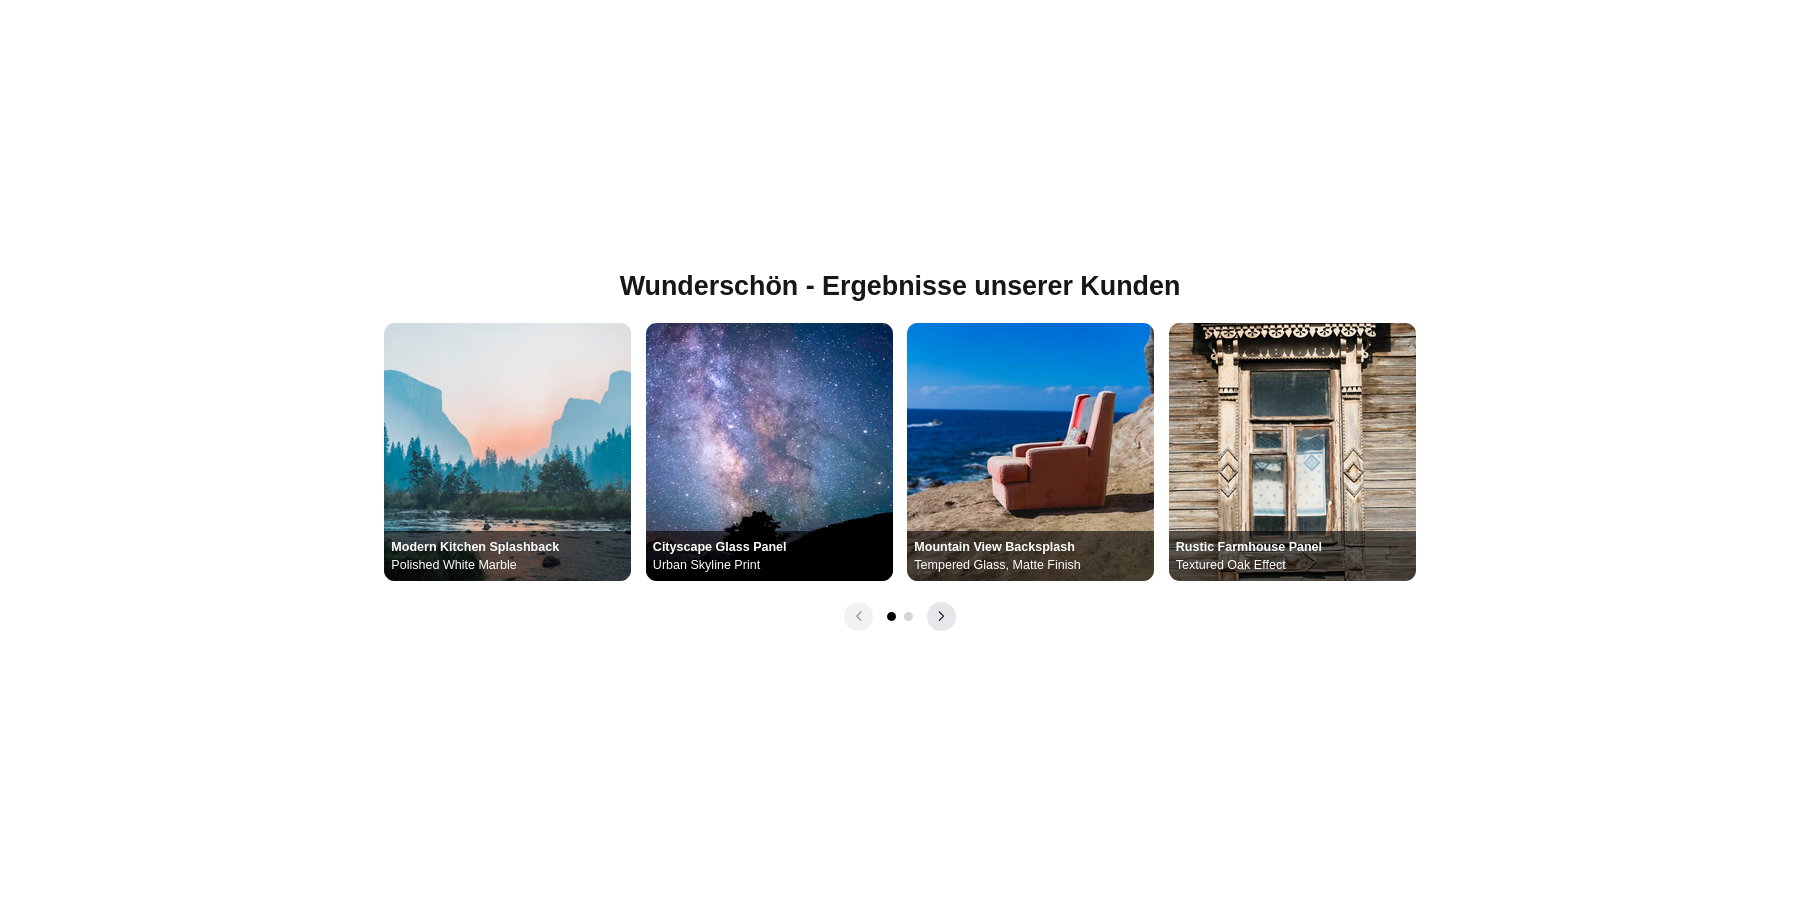 Wunderschön - Ergebnisse unserer Kunden
Modern Kitchen Splashback
Polished White Marble
Cityscape Glass Panel
Urban Skyline Print
Mountain View Backsplash
Tempered Glass, Matte Finish
Rustic Farmhouse Panel
Textured Oak Effect